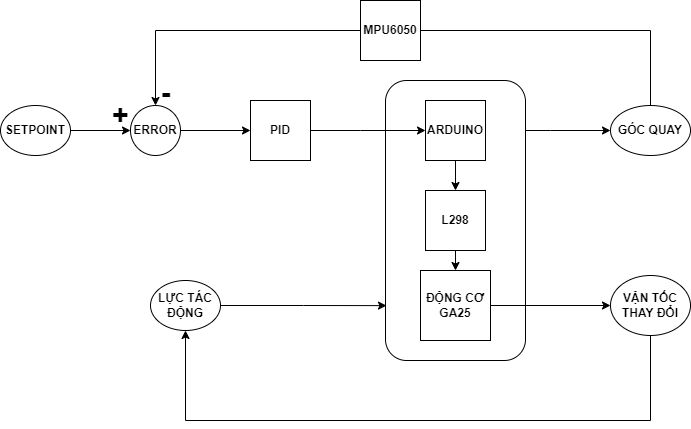 MPU6050
-
+
SETPOINT
ERROR
PID
ARDUINO
GÓC QUAY
L298
LỰC TÁC
ĐỘNG
ĐỘNG CƠ
GA25
VẬN TỐC
THAY ĐỔI